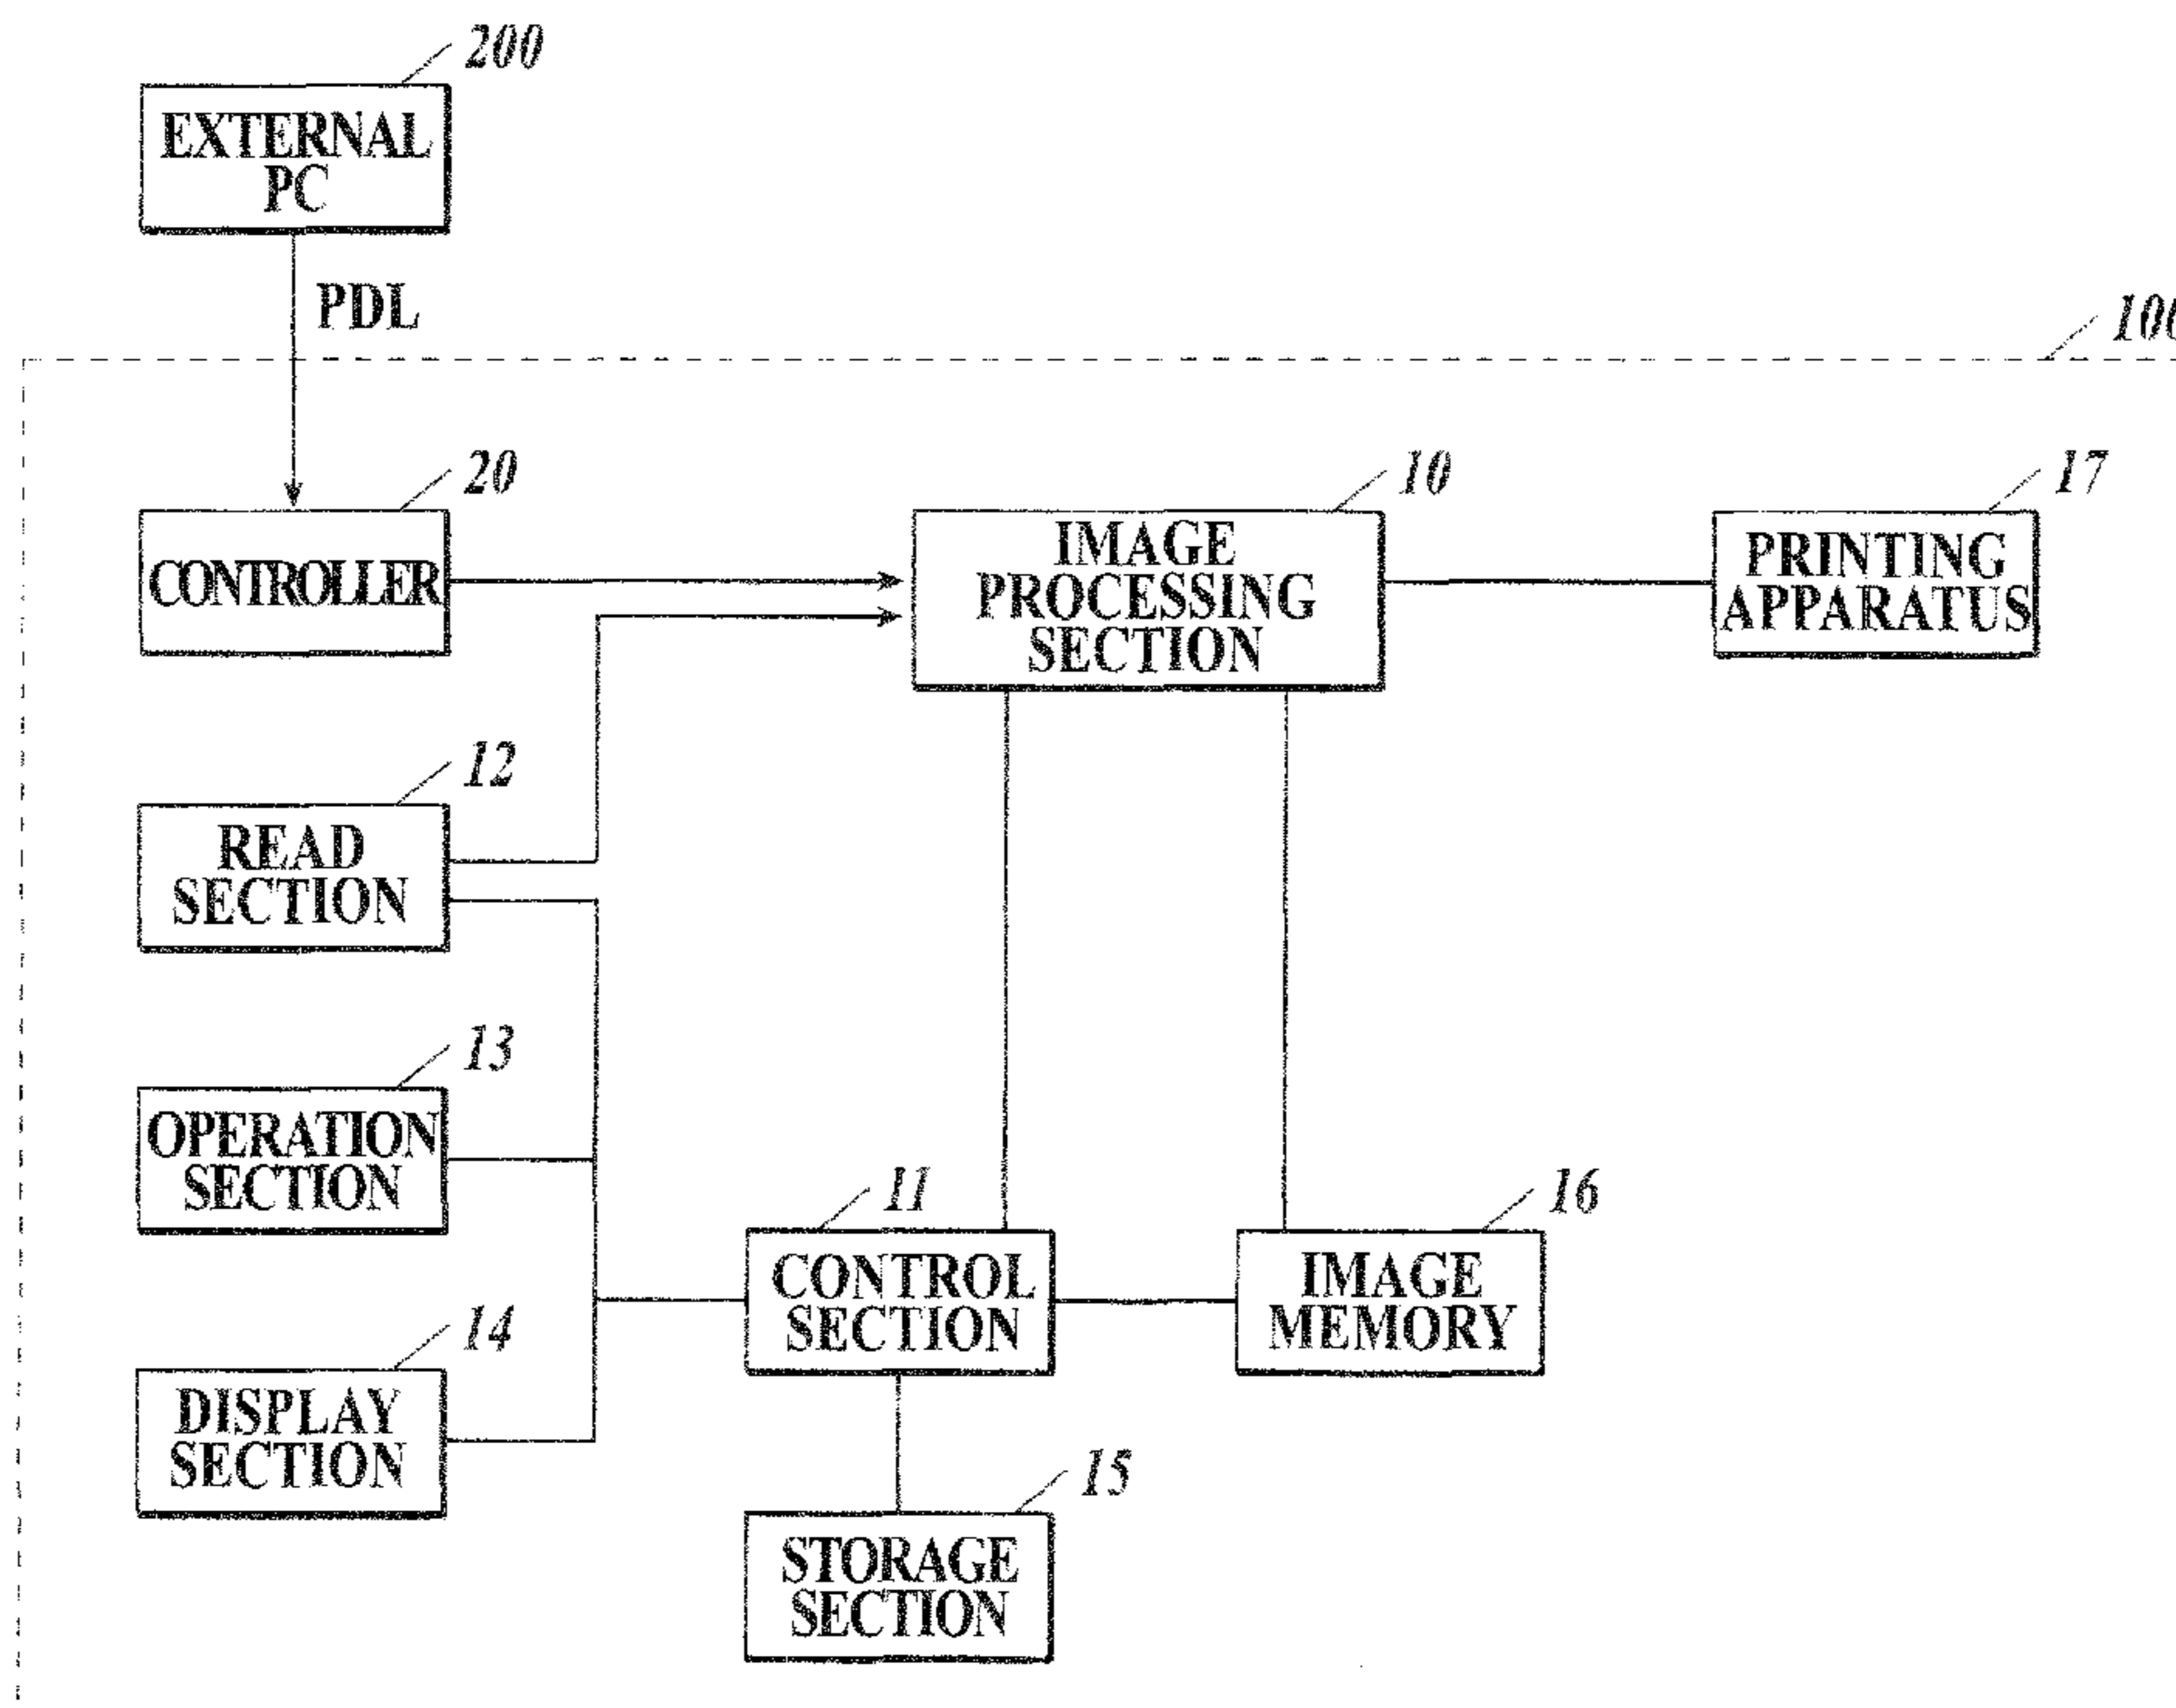 200
EXTERNAL
PC
PDL
100
20
CONTROLLER
10
IMAGE
PROCESSING
SECTION
17
PRINTING
APPARATUS
12
READ
SECTION
13
OPERATION
SECTION
11
CONTROL
SECTION
16
IMAGE
MEMORY
14
DISPLAY
SECTION
15
STORAGE
SECTION